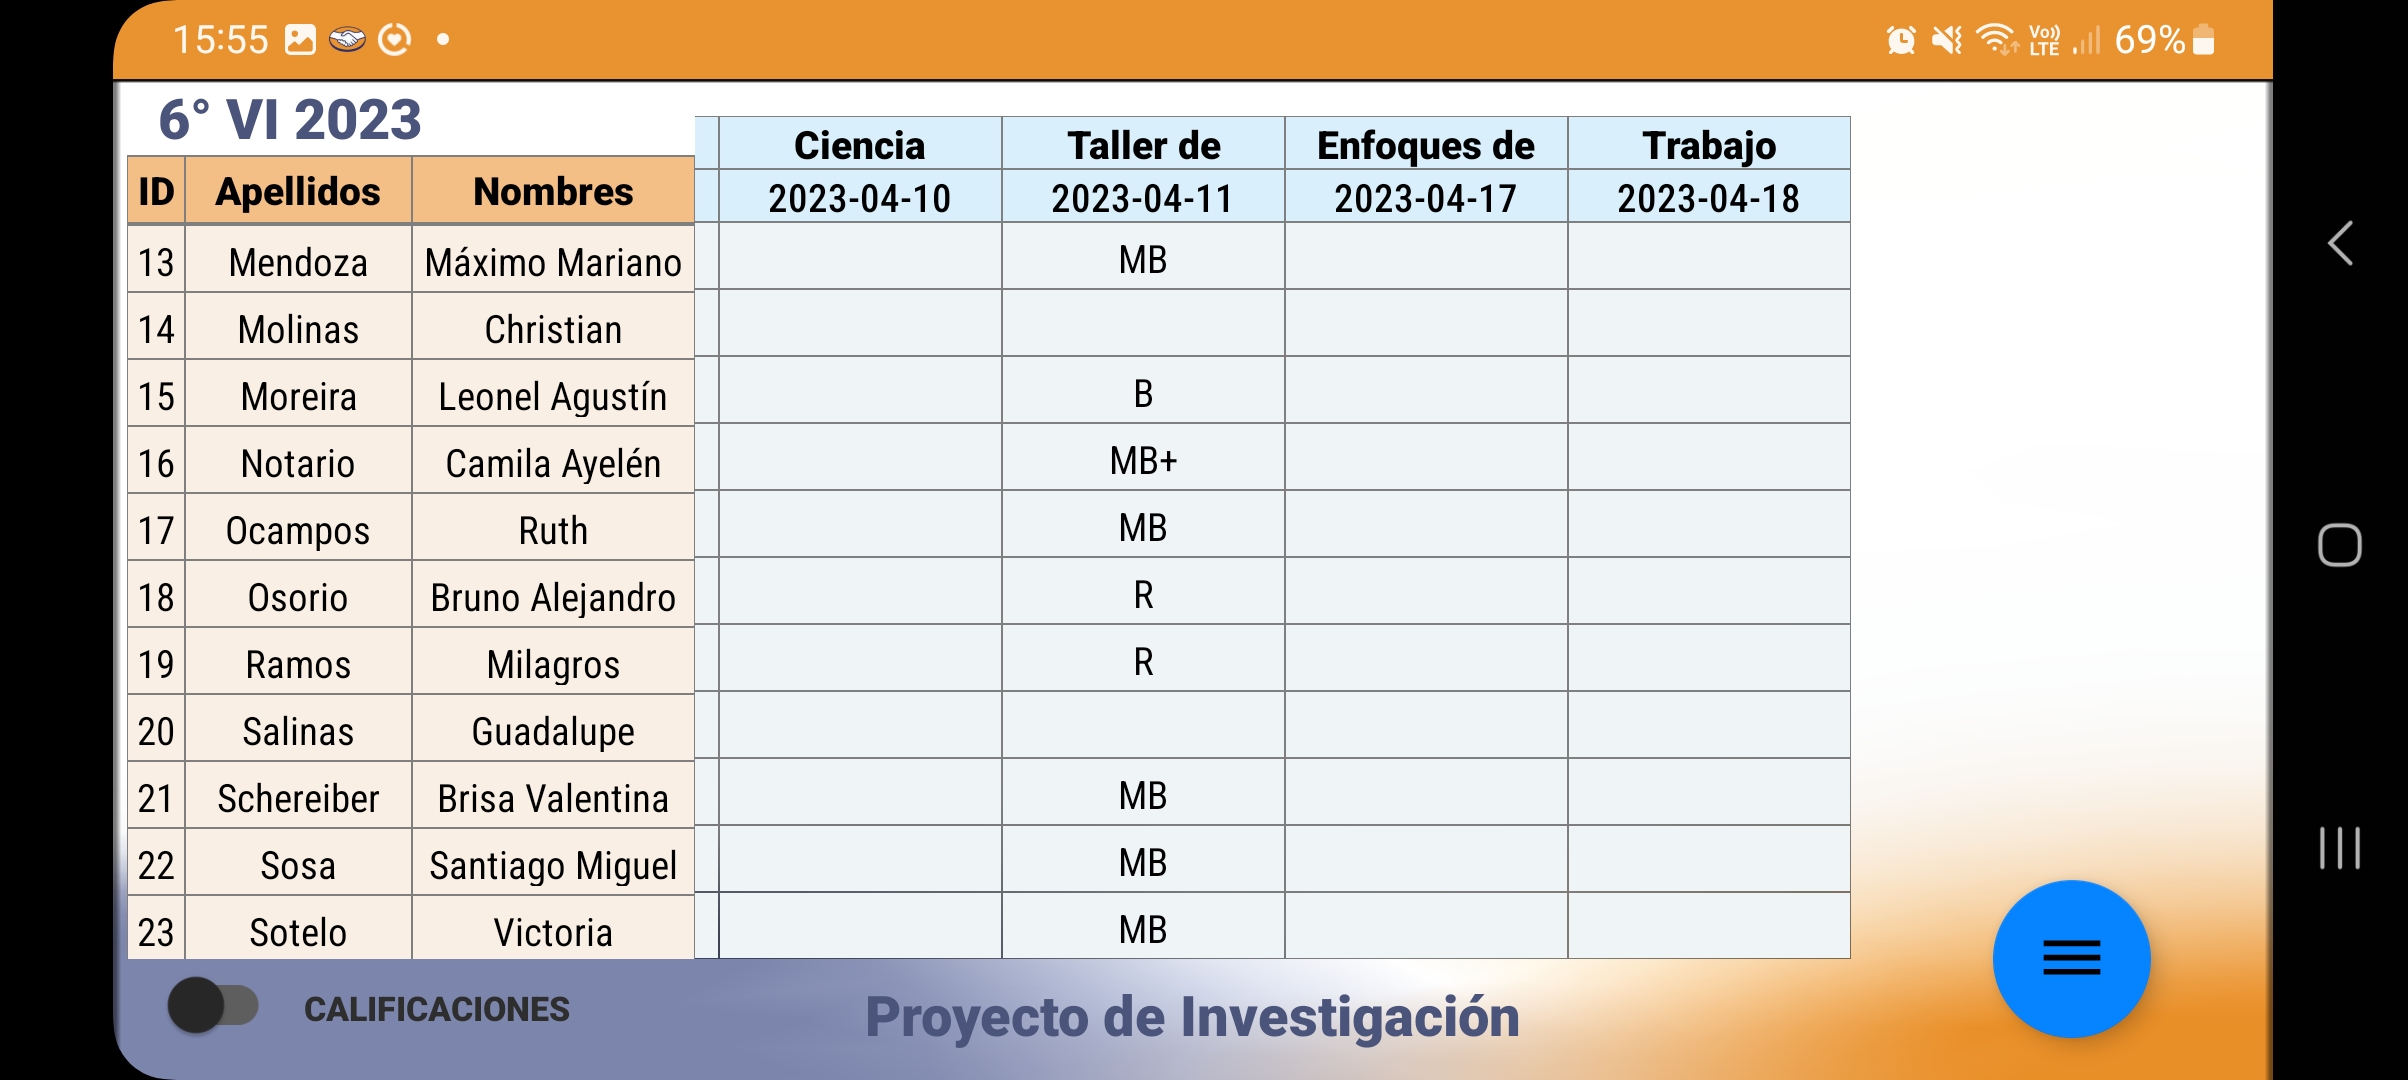 15:55 Vo)) LTE 69%
6° VI 2023
Ciencia Taller de Enfoques de Trabajo
ID Apellidos Nombres 2023-04-10 2023-04-11 2023-04-17 2023-04-18
13 Mendoza Máximo Mariano MB
14 Molinas Christian
15 Moreira Leonel Agustín B
16 Notario Camila Ayelén MB+
17 Ocampos Ruth MB
18 Osorio Bruno Alejandro R
19 Ramos Milagros R
20 Salinas Guadalupe
21 Schereiber Brisa Valentina MB
22 Sosa Santiago Miguel MB
23 Sotelo Victoria MB
CALIFICACIONES Proyecto de Investigación